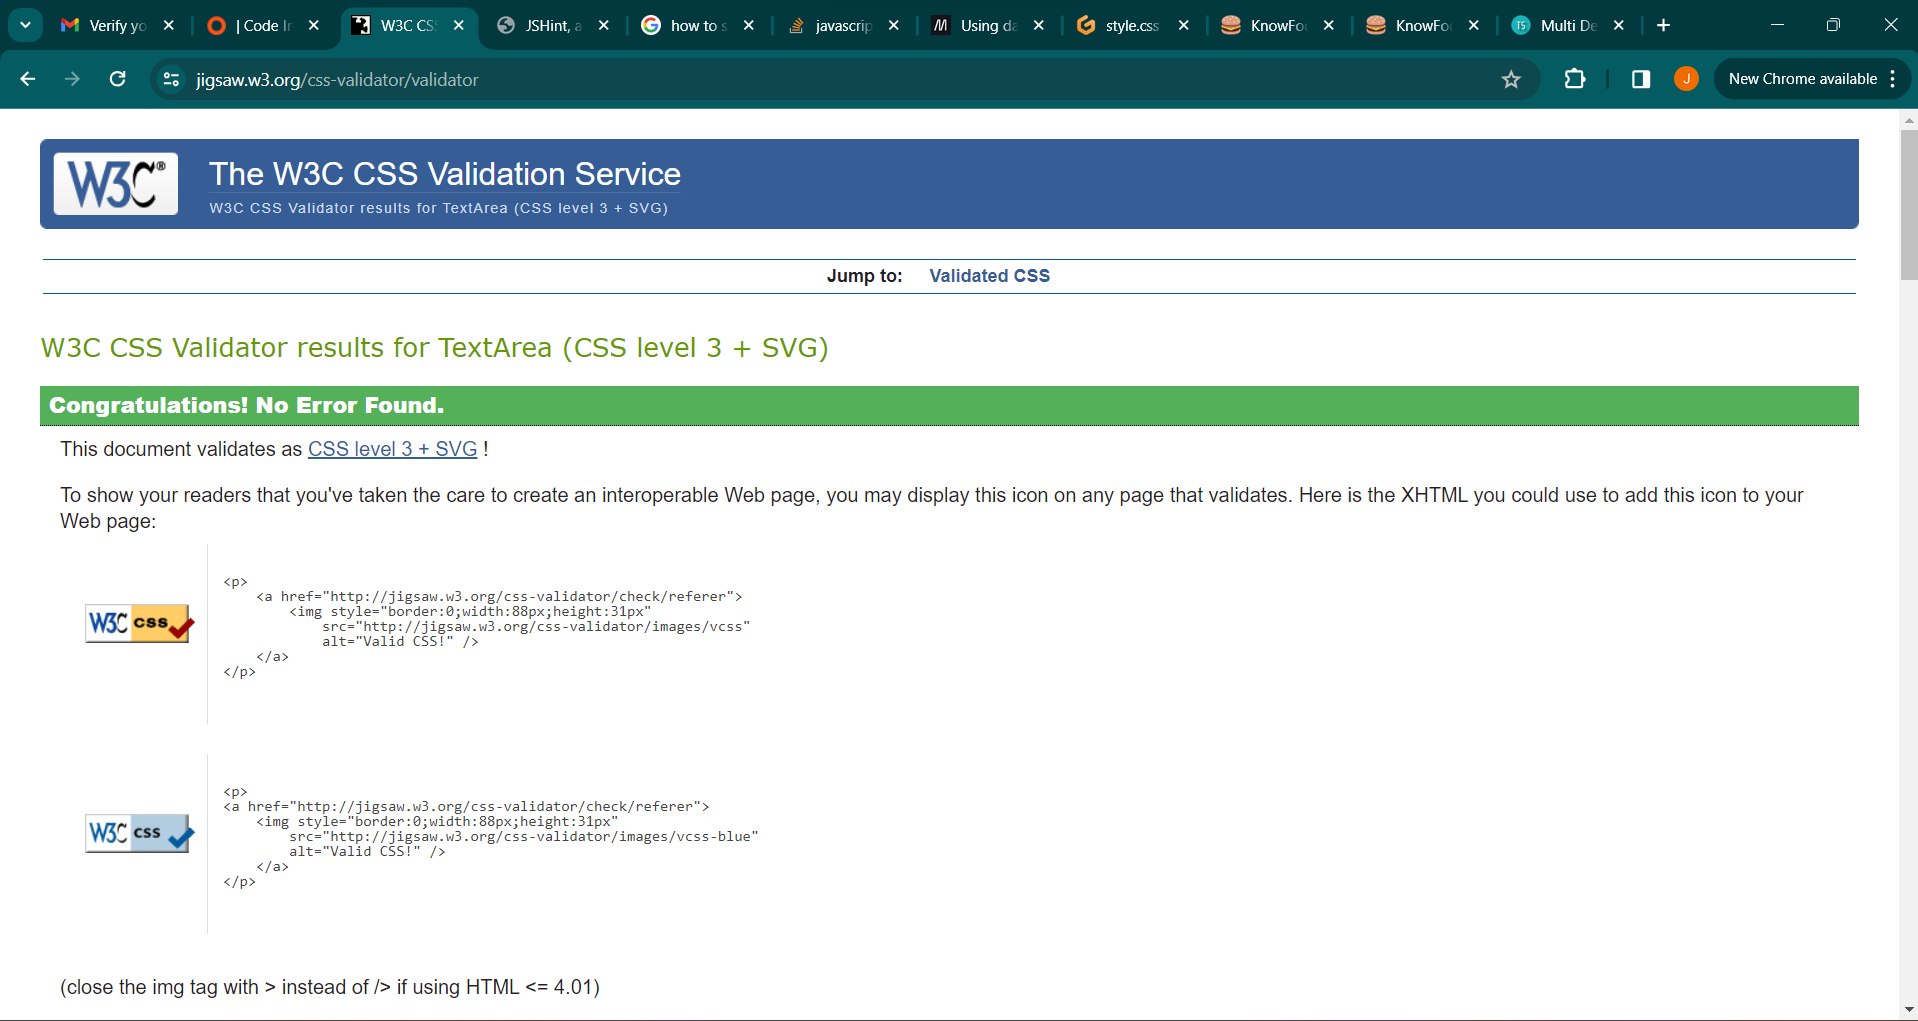 Verify yo
| Code In
W3C CSS
JSHint, a
how to s
javascrip
Using da
style.css
KnowFoo
KnowFoo
TS
Multi De
jigsaw.w3.org/css-validator/validator
J
New Chrome available
W3C®
The W3C CSS Validation Service
W3C CSS Validator results for TextArea (CSS level 3 + SVG)
Jump to: Validated CSS
W3C CSS Validator results for TextArea (CSS level 3 + SVG)
Congratulations! No Error Found.
This document validates as CSS level 3 + SVG !
To show your readers that you've taken the care to create an interoperable Web page, you may display this icon on any page that validates. Here is the XHTML you could use to add this icon to your
Web page:
W3C css
<p>
<a href="http://jigsaw.w3.org/css-validator/check/referer">
<img style="border:0;width:88px;height:31px"
src="http://jigsaw.w3.org/css-validator/images/vcss"
alt="Valid CSS!" />
</a>
</p>
W3C css
<p>
<a href="http://jigsaw.w3.org/css-validator/check/referer">
<img style="border:0;width:88px;height:31px"
src="http://jigsaw.w3.org/css-validator/images/vcss-blue"
alt="Valid CSS!" />
</a>
</p>
(close the img tag with > instead of /> if using HTML <= 4.01)